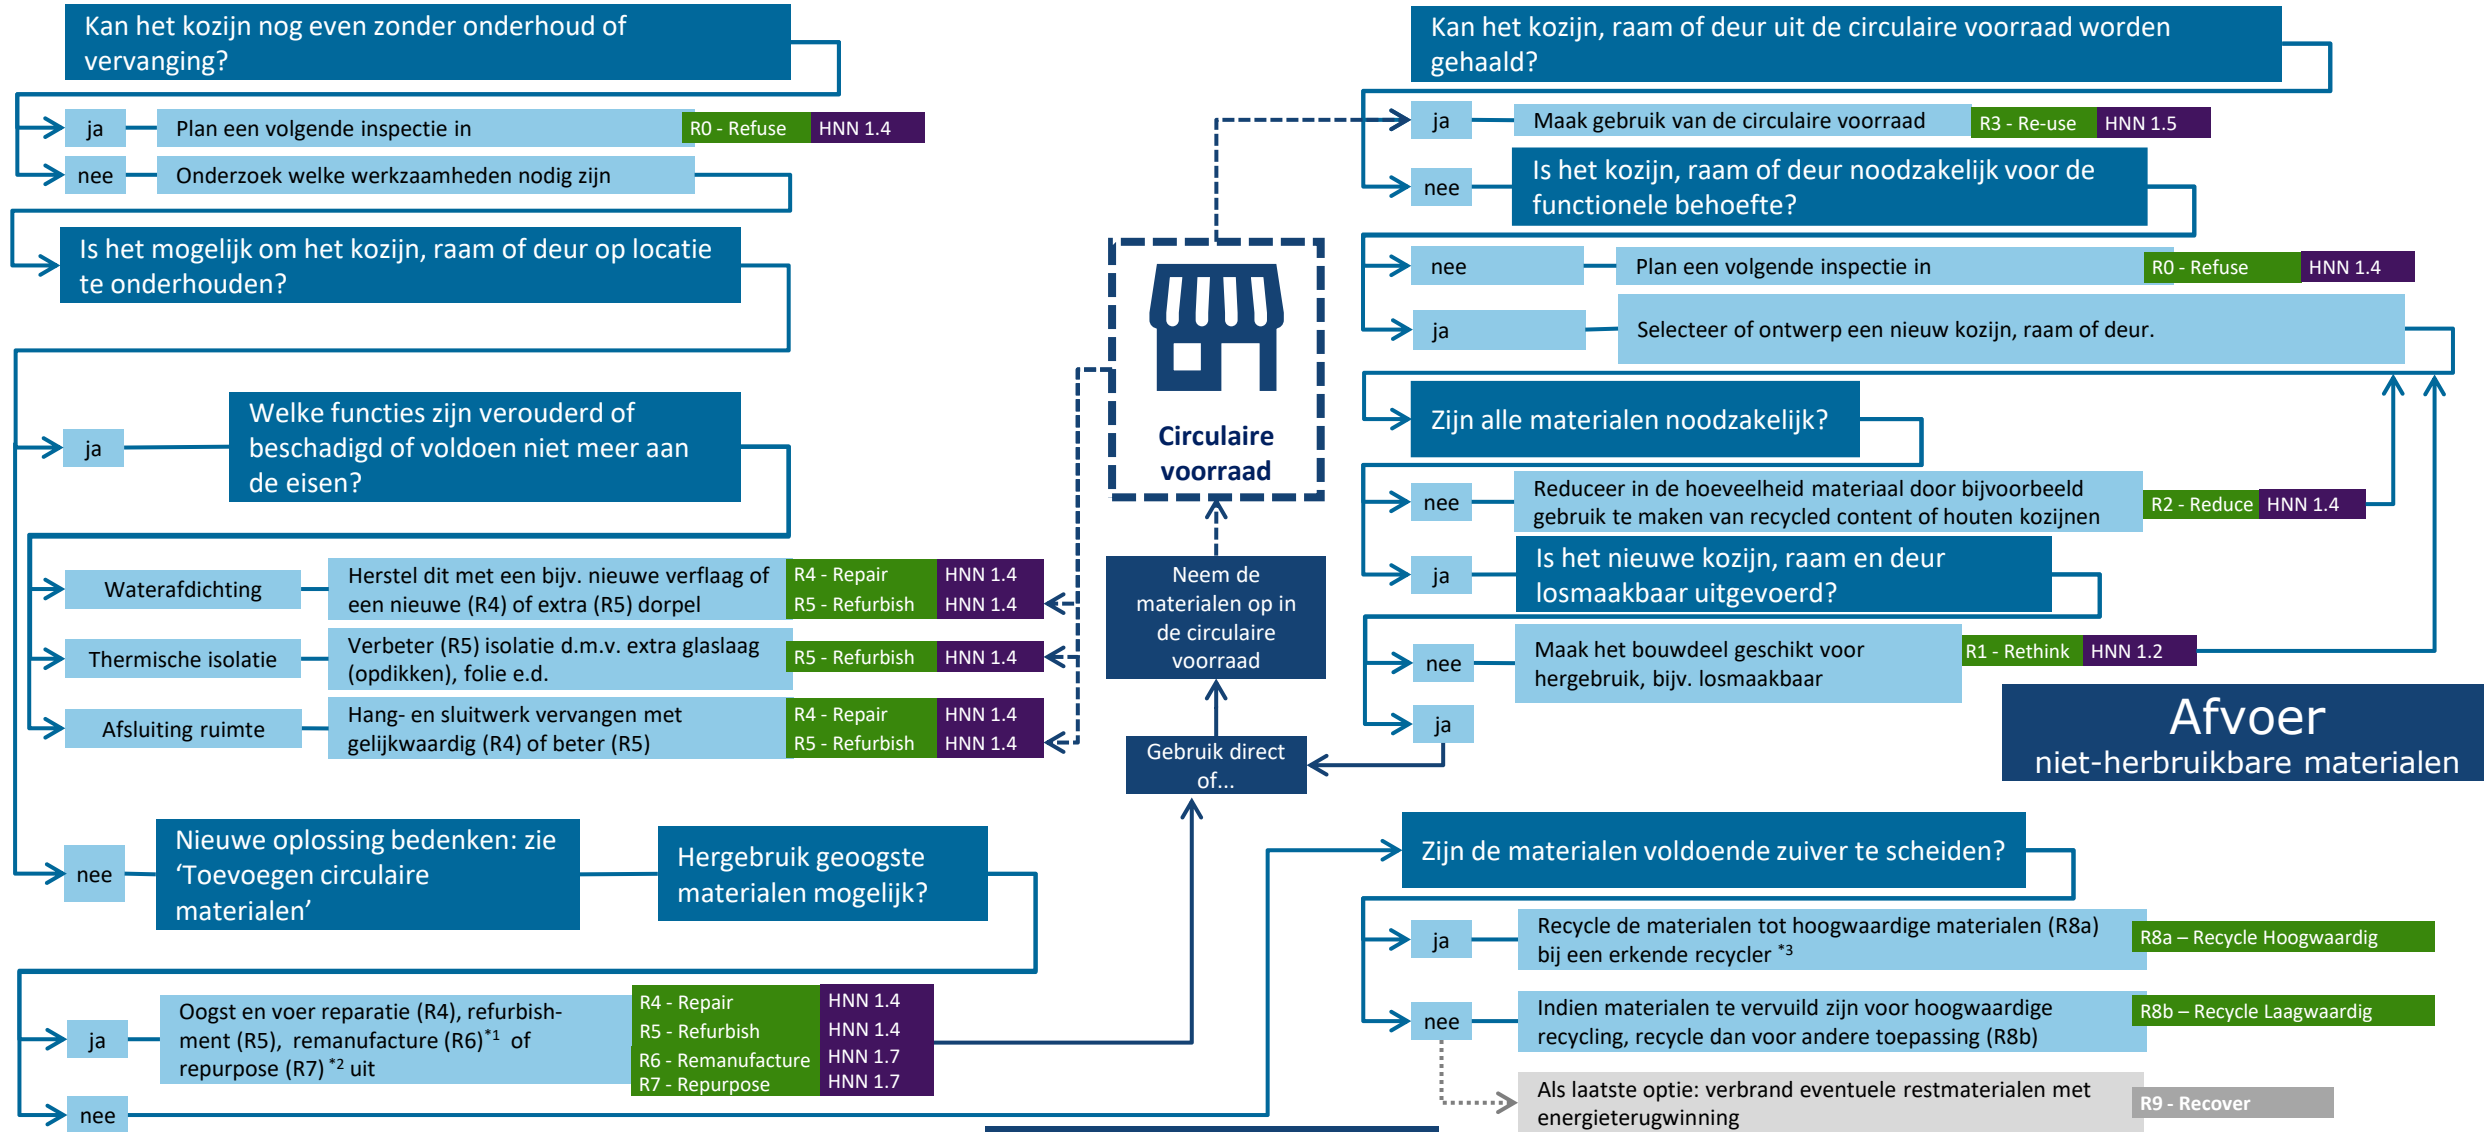 Kan het kozijn nog even zonder onderhoud of
vervanging?
ja
Plan een volgende inspectie in
R0 - Refuse
HNN 1.4
nee
Onderzoek welke werkzaamheden nodig zijn
Is het mogelijk om het kozijn, raam of deur op locatie
te onderhouden?
ja
Welke functies zijn verouderd of
beschadigd of voldoen niet meer aan
de eisen?
Waterafdichting
Herstel dit met een bijv. nieuwe verflaag of
een nieuwe (R4) of extra (R5) dorpel
R4 - Repair
HNN 1.4
R5 - Refurbish
HNN 1.4
Thermische isolatie
Verbeter (R5) isolatie d.m.v. extra glaslaag
(opdikken), folie e.d.
R5 - Refurbish
HNN 1.4
Afsluiting ruimte
Hang- en sluitwerk vervangen met
gelijkwaardig (R4) of beter (R5)
R4 - Repair
HNN 1.4
R5 - Refurbish
HNN 1.4
nee
Nieuwe oplossing bedenken: zie
‘Toevoegen circulaire
materialen’
Hergebruik geoogste
materialen mogelijk?
ja
Oogst en voer reparatie (R4), refurbish-
ment (R5), remanufacture (R6)*1 of
repurpose (R7) *2 uit
R4 - Repair
HNN 1.4
R5 - Refurbish
HNN 1.4
R6 - Remanufacture
HNN 1.7
R7 - Repurpose
HNN 1.7
nee
Circulaire
voorraad
Neem de
materialen op in
de circulaire
voorraad
Gebruik direct
of...
Kan het kozijn, raam of deur uit de circulaire voorraad worden
gehaald?
ja
Maak gebruik van de circulaire voorraad
R3 - Re-use
HNN 1.5
nee
Is het kozijn, raam of deur noodzakelijk voor de
functionele behoefte?
nee
Plan een volgende inspectie in
R0 - Refuse
HNN 1.4
ja
Selecteer of ontwerp een nieuw kozijn, raam of deur.
Zijn alle materialen noodzakelijk?
nee
Reduceer in de hoeveelheid materiaal door bijvoorbeeld
gebruik te maken van recycled content of houten kozijnen
R2 - Reduce
HNN 1.4
ja
Is het nieuwe kozijn, raam en deur
losmaakbaar uitgevoerd?
nee
Maak het bouwdeel geschikt voor
hergebruik, bijv. losmaakbaar
R1 - Rethink
HNN 1.2
ja
Afvoer
niet-herbruikbare materialen
Zijn de materialen voldoende zuiver te scheiden?
ja
Recycle de materialen tot hoogwaardige materialen (R8a)
bij een erkende recycler *3
R8a – Recycle Hoogwaardig
nee
Indien materialen te vervuild zijn voor hoogwaardige
recycling, recycle dan voor andere toepassing (R8b)
R8b – Recycle Laagwaardig
Als laatste optie: verbrand eventuele restmaterialen met
energieterugwinning
R9 - Recover